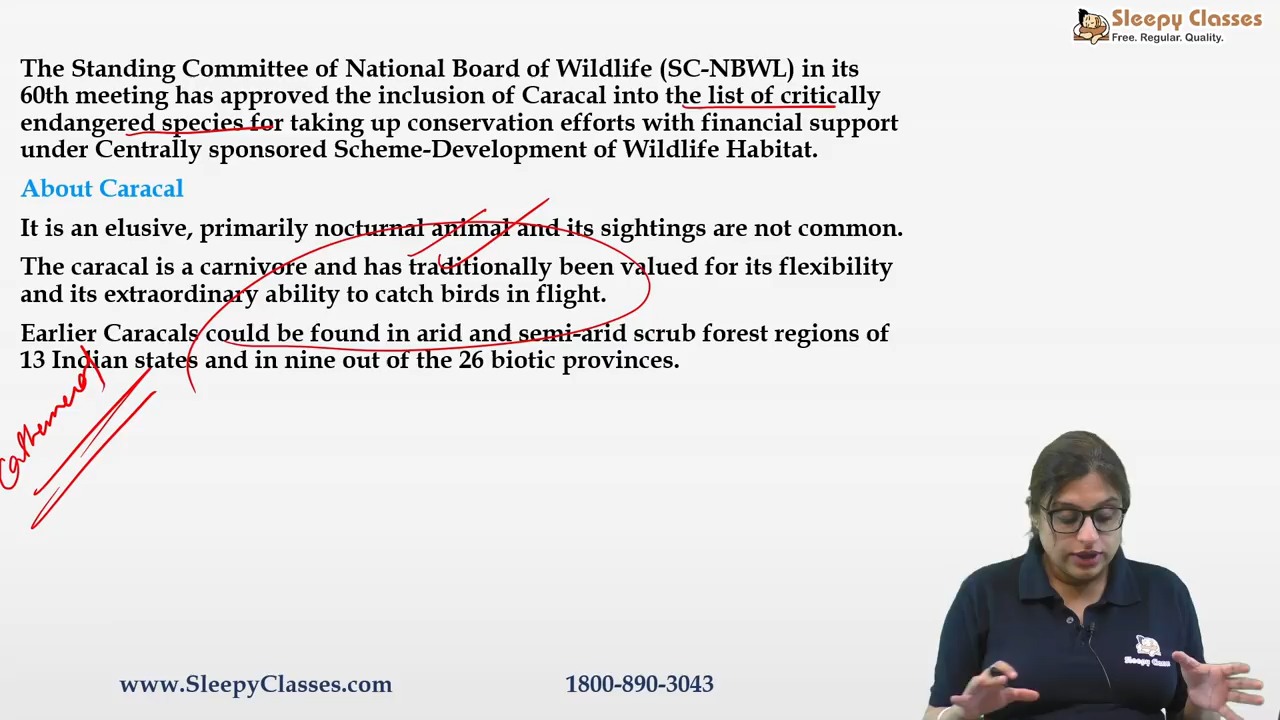 Sleepy Classes
Free. Regular. Quality.
The Standing Committee of National Board of Wildlife (SC-NBWL) in its
60th meeting has approved the inclusion of Caracal into the list of critically
endangered species for taking up conservation efforts with financial support
under Centrally sponsored Scheme-Development of Wildlife Habitat.
About Caracal
It is an elusive, primarily nocturnal animal and its sightings are not common.
The caracal is a carnivore and has traditionally been valued for its flexibility
and its extraordinary ability to catch birds in flight.
Earlier Caracals could be found in arid and semi-arid scrub forest regions of
13 Indian states and in nine out of the 26 biotic provinces.
Sleepy Classes
www.SleepyClasses.com
1800-890-3043